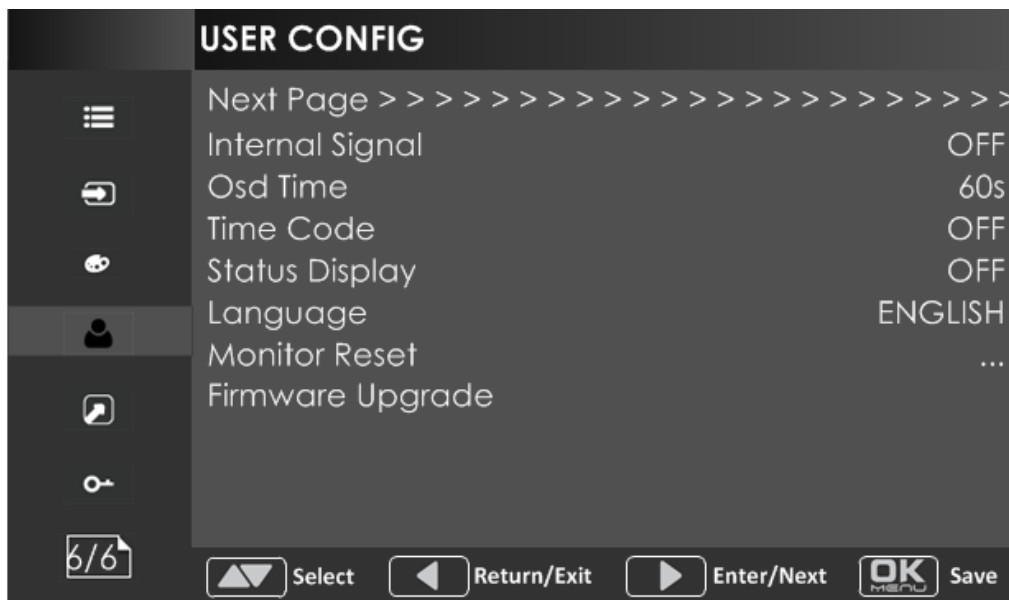 USER CONFIG
Next Page > > > > > > > > > > > > > > > > > > > > > > >
Internal Signal OFF
Osd Time 60s
Time Code OFF
Status Display OFF
Language ENGLISH
Monitor Reset ...
Firmware Upgrade
6/6
Select Return/Exit Enter/Next OK MENU Save